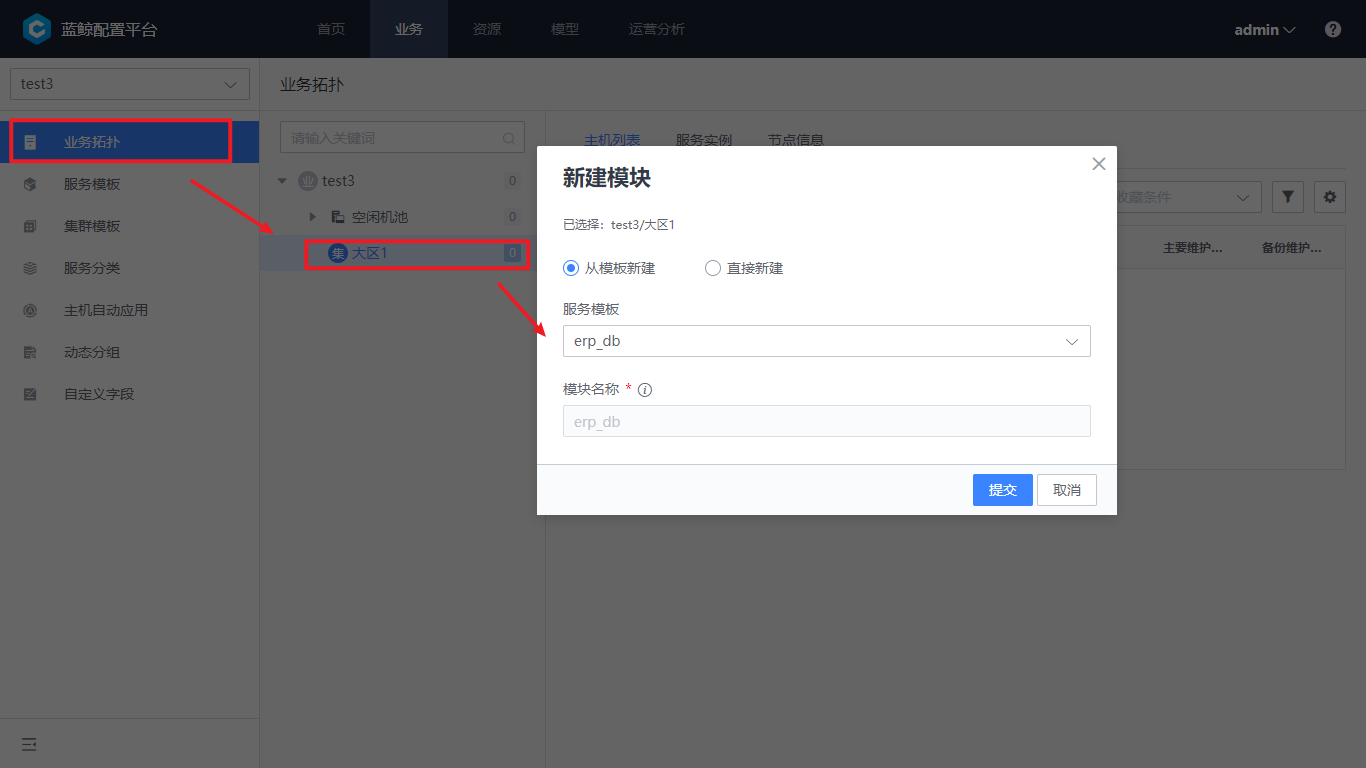 蓝鲸配置平台
首页 业务 资源 模型 运营分析
admin
test3
业务拓扑
服务模板
集群模板
服务分类
主机自动应用
动态分组
自定义字段
业务拓扑
请输入关键词
业 test3 0
空闲机池 0
集 大区1 0
主机列表 服务实例 节点信息
收藏条件
主要维护... 备份维护...
新建模块
已选择：test3/大区1
从模板新建 直接新建
服务模板
erp_db
模块名称 *
erp_db
提交 取消